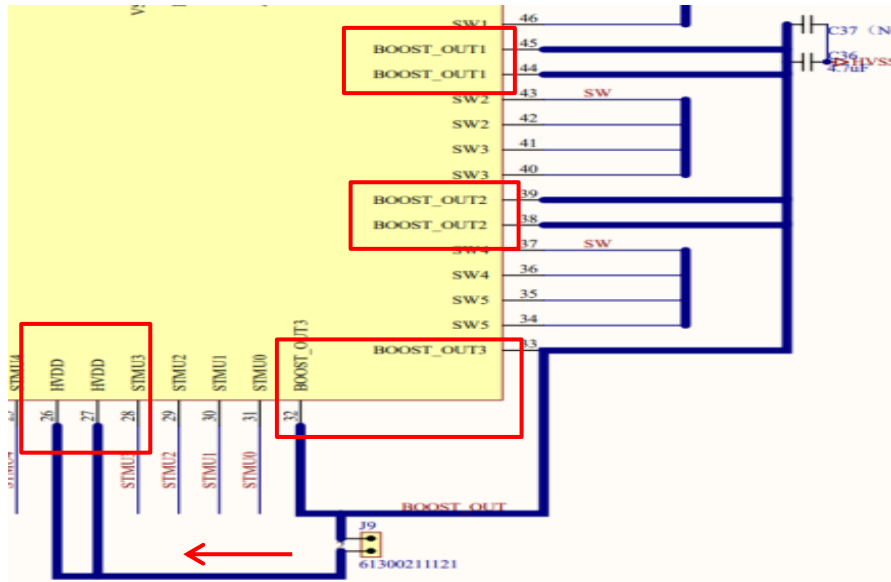 SW1 46
BOOST_OUT1 45
BOOST_OUT1 44
SW2 43 SW
SW2 42
SW3 41
SW3 40
BOOST_OUT2 39
BOOST_OUT2 38
SW4 37 SW
SW4 36
SW5 35
SW5 34
BOOST_OUT3 33
C37 (N
C36
4.7uF
HVSS
STMU4
HVDD
HVDD
STMU3
STMU2
STMU1
STMU0
BOOST_OUT3
26
27
28
29
30
31
32
STMU3
STMU2
STMU1
STMU0
BOOST_OUT
J9
61300211121